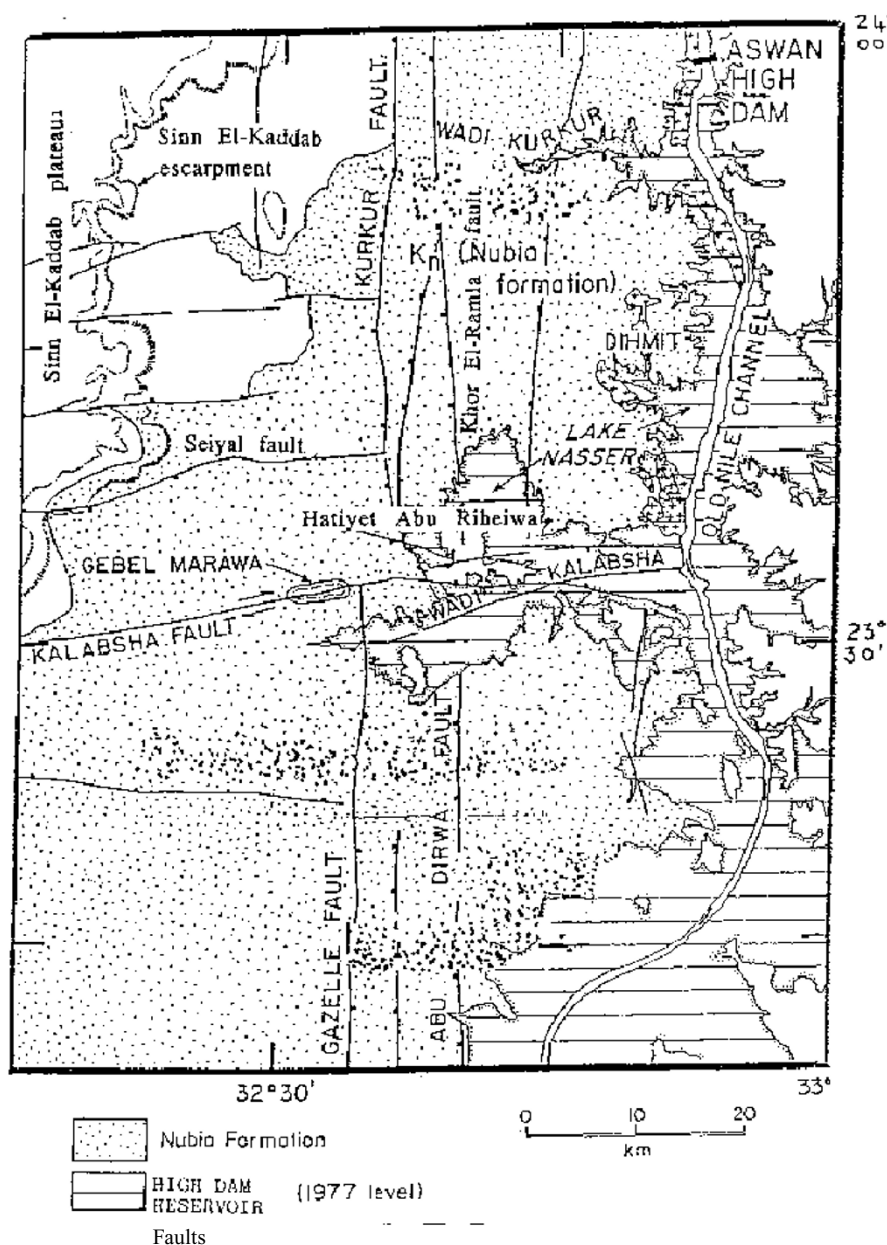 24
00
ASWAN
HIGH
DAM
Sinn El-Kaddab
escarpment
FAULT
WADI KURKUR
Sinn El-Kaddab plateaun
KURKUR
Kn (Nubia
formation)
Khor El-Ramla fault
DIHMIT
OLD NILE CHANNEL
Seiyal fault
LAKE
NASSER
Hatiyet Abu Riheiwa
GEBEL MARAWA
KALABSHA
WADI
KALABSHA FAULT
23°
30'
GAZELLE FAULT
ABU DIRWA FAULT
32°30'
33°
0 10 20
km
Nubia Formation
HIGH DAM
RESERVOIR (1977 level)
Faults